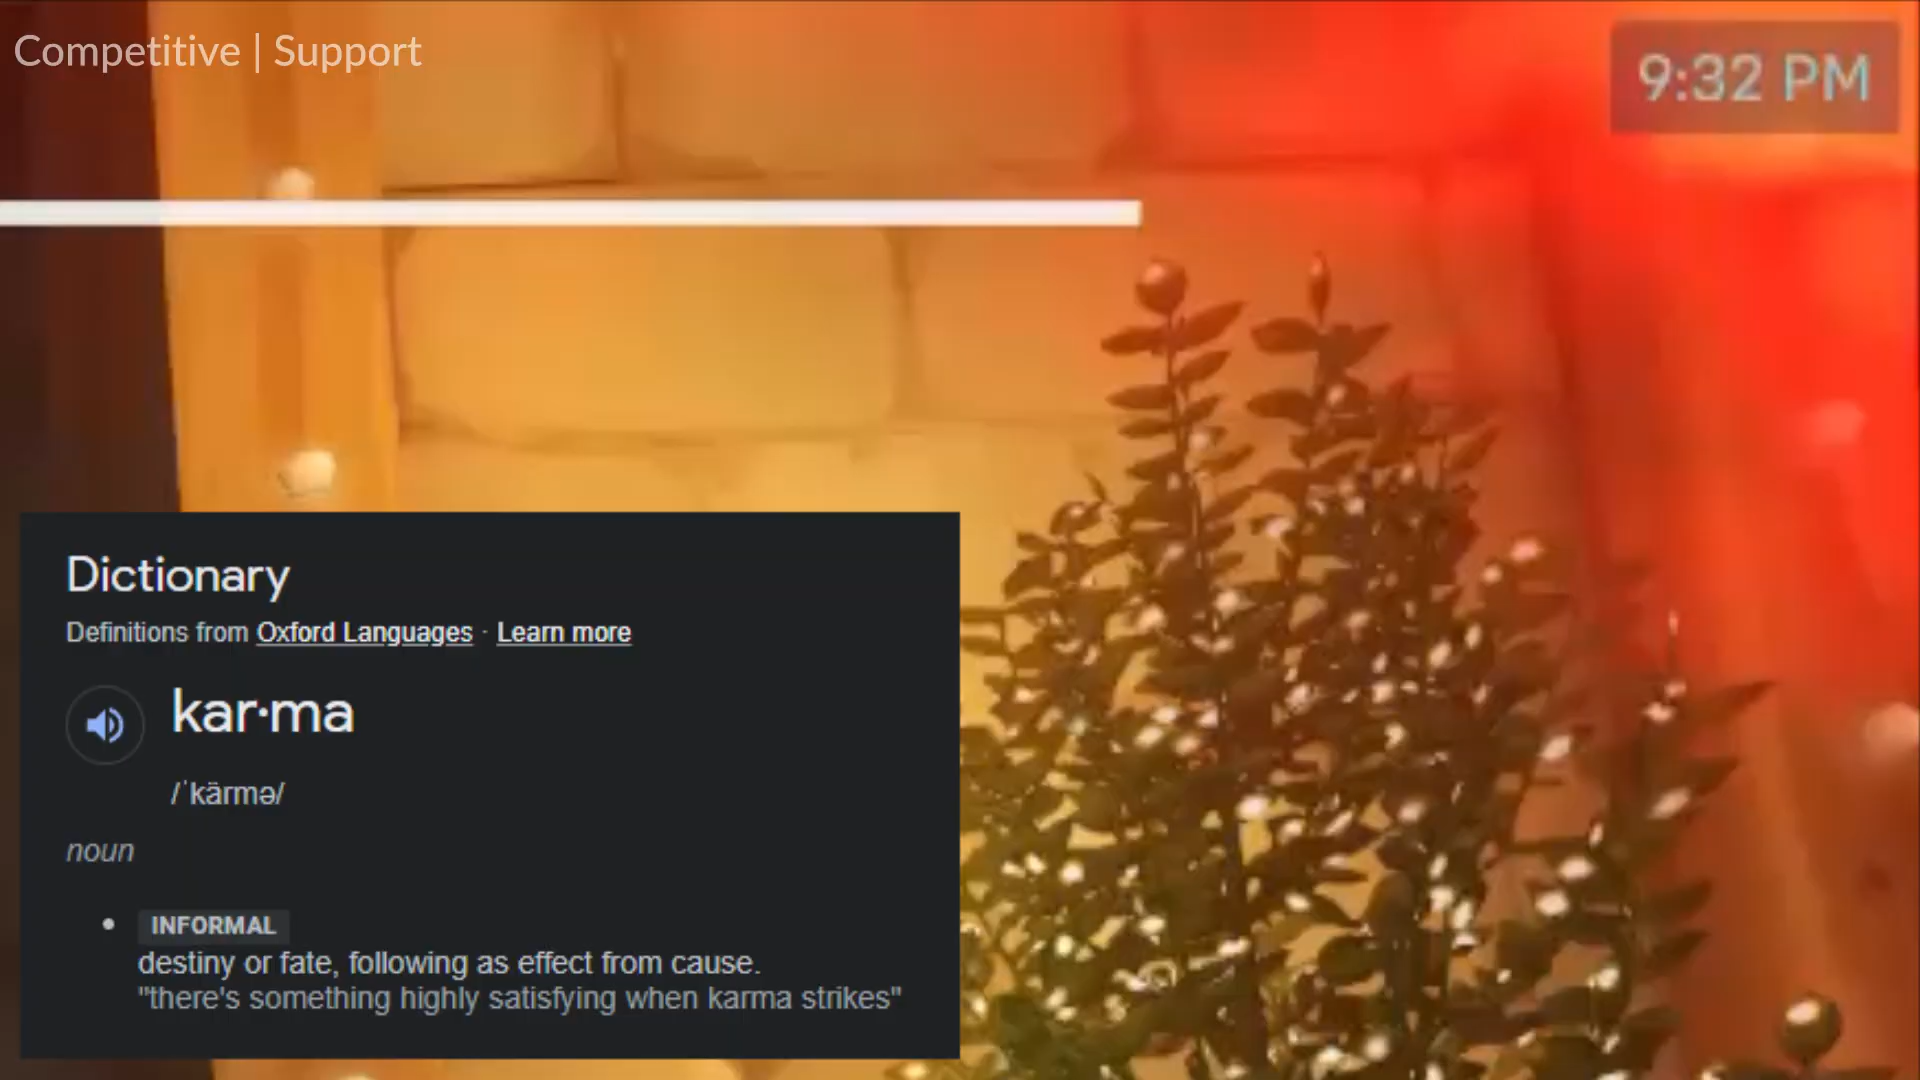 Competitive | Support
9:32 PM
Dictionary
Definitions from Oxford Languages · Learn more
kar·ma
/ˈkärmə/
noun
INFORMAL
destiny or fate, following as effect from cause.
"there's something highly satisfying when karma strikes"